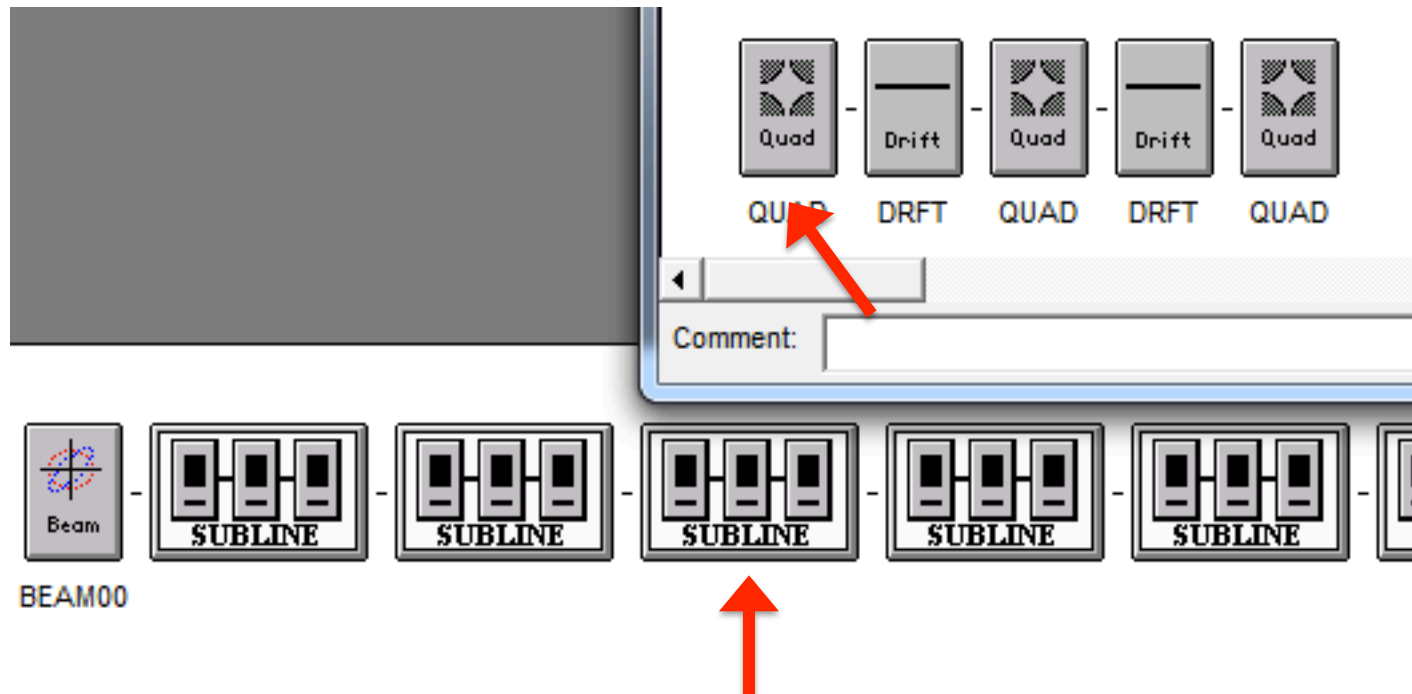 Quad Drift Quad Drift Quad
QUAD DRFT QUAD DRFT QUAD
Comment:
Beam SUBLINE SUBLINE SUBLINE SUBLINE SUBLINE
BEAM00